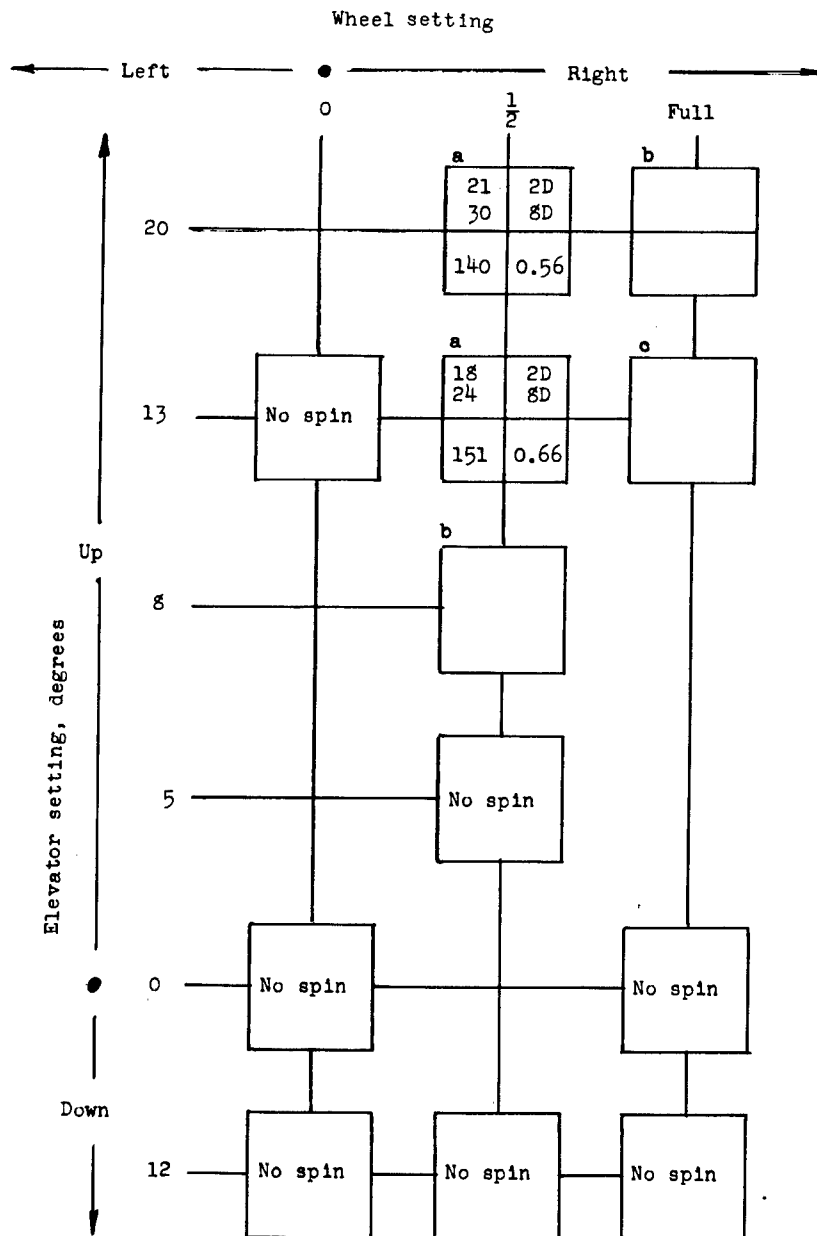 Wheel setting
Left Right
0 1/2 Full
a b
21 2D
30 8D
20
140 0.56
a c
18 2D
24 8D
13 No spin
151 0.66
b
Up
8
Elevator setting, degrees
5 No spin
0 No spin No spin
Down
12 No spin No spin No spin